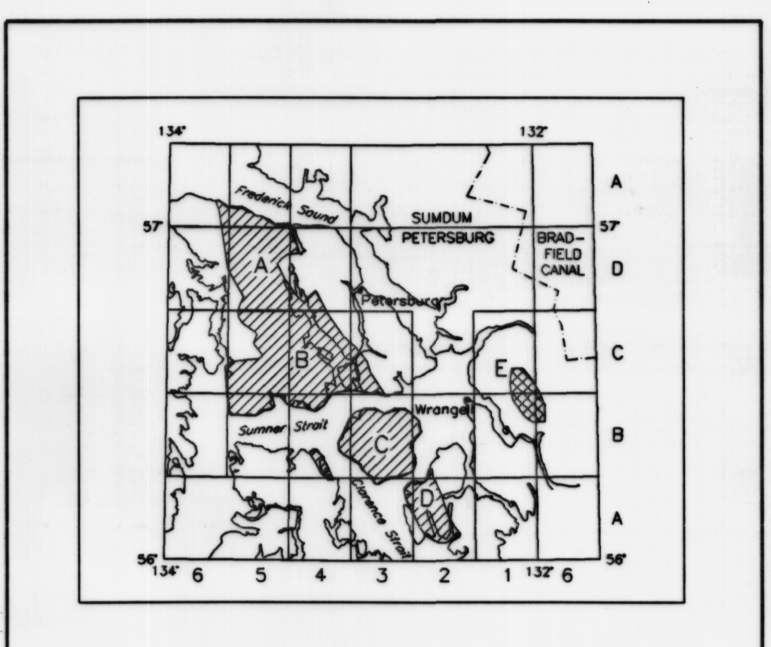 134°
132°
A
Frederick Sound
SUMDUM
57°
57°
PETERSBURG
BRAD-
FIELD
CANAL
A
D
Petersburg
B
E
C
Wrangell
Sumner Strait
C
B
D
Clarence Strait
A
56°
56°
134°
6
5
4
3
2
1
132°
6